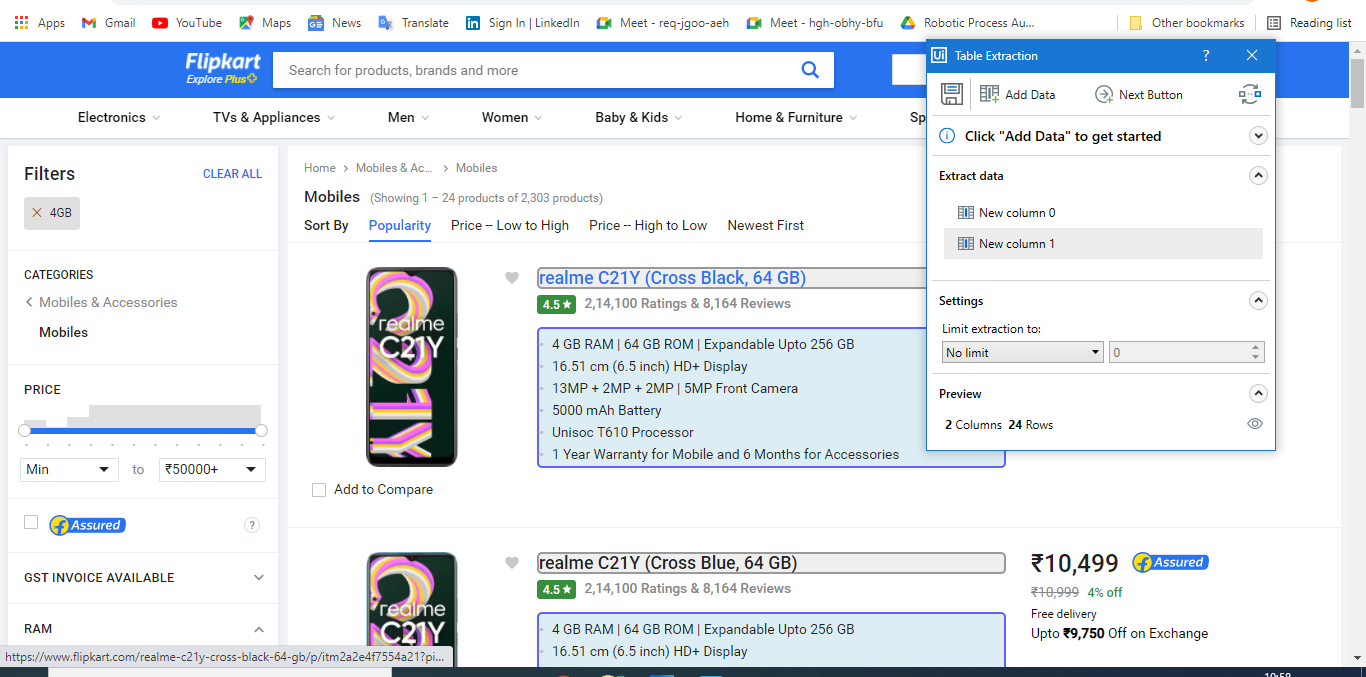 Apps Gmail YouTube Maps News Translate Sign In | LinkedIn Meet - req-jgoo-aeh Meet - hgh-obhy-bfu Robotic Process Au... Other bookmarks Reading list
Flipkart
Explore Plus
Search for products, brands and more
Electronics TVs & Appliances Men Women Baby & Kids Home & Furniture Sp
Ui Table Extraction ?
Add Data Next Button
Click "Add Data" to get started
Extract data
New column 0
New column 1
Settings
Limit extraction to:
No limit 0
Preview
2 Columns 24 Rows
Filters CLEAR ALL
4GB
CATEGORIES
Mobiles & Accessories
Mobiles
PRICE
Min to ₹50000+
Assured ?
GST INVOICE AVAILABLE
RAM
Home Mobiles & Ac... Mobiles
Mobiles (Showing 1 – 24 products of 2,303 products)
Sort By Popularity Price -- Low to High Price -- High to Low Newest First
realme
C21Y
C21Y
realme C21Y (Cross Black, 64 GB)
4.5★ 2,14,100 Ratings & 8,164 Reviews
4 GB RAM | 64 GB ROM | Expandable Upto 256 GB
16.51 cm (6.5 inch) HD+ Display
13MP + 2MP + 2MP | 5MP Front Camera
5000 mAh Battery
Unisoc T610 Processor
1 Year Warranty for Mobile and 6 Months for Accessories
Add to Compare
realme
C21Y
realme C21Y (Cross Blue, 64 GB)
4.5★ 2,14,100 Ratings & 8,164 Reviews
4 GB RAM | 64 GB ROM | Expandable Upto 256 GB
16.51 cm (6.5 inch) HD+ Display
₹10,499 Assured
₹10,999 4% off
Free delivery
Upto ₹9,750 Off on Exchange
https://www.flipkart.com/realme-c21y-cross-black-64-gb/p/itm2a2e4f7554a21?pi...